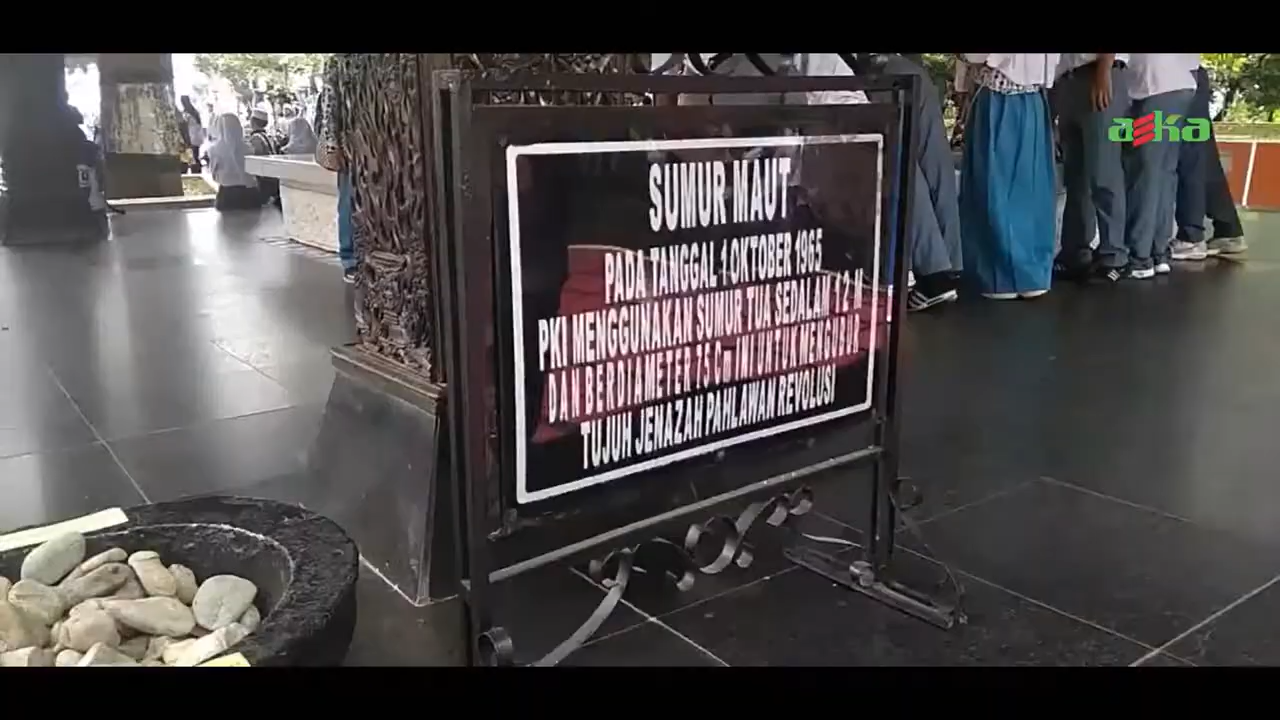 SUMUR MAUT
PADA TANGGAL 1 OKTOBER 1965
PKI MENGGUNAKAN SUMUR TUA SEDALAM 12 M
DAN BERDIAMETER 75 Cm INI UNTUK MENGUBUR
TUJUH JENAZAH PAHLAWAN REVOLUSI
aska